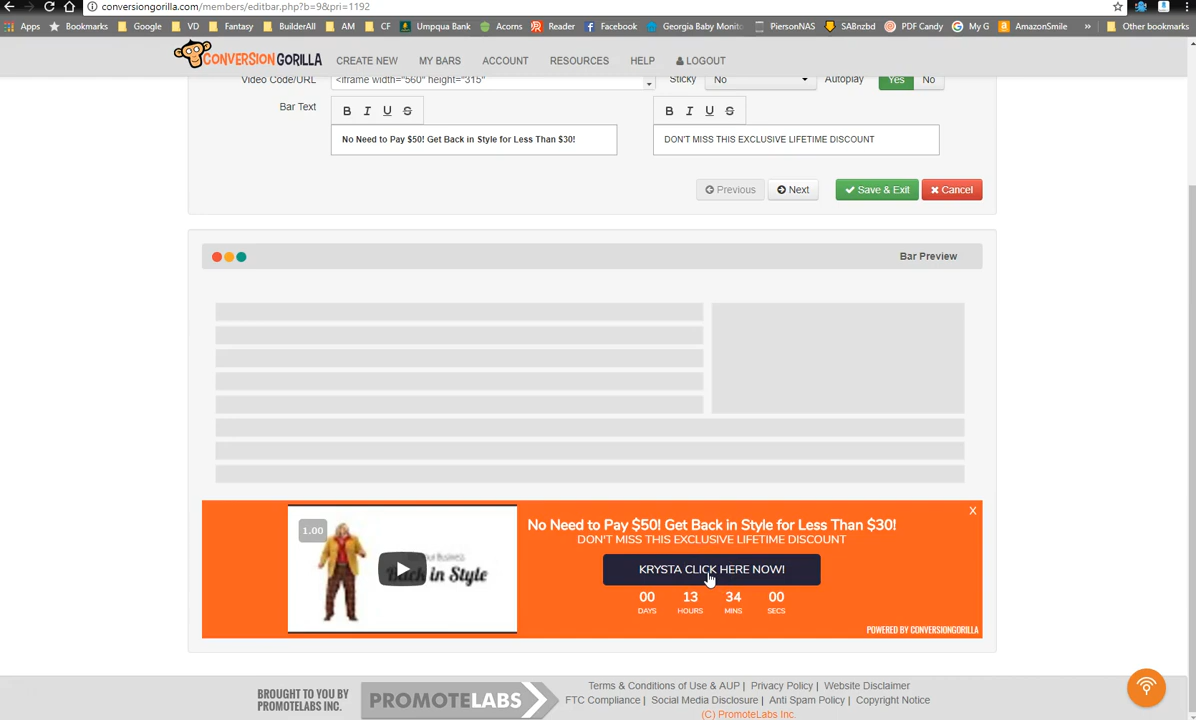 conversiongorilla.com/members/editbar.php?b=9&pri=1192
Apps Bookmarks Google VD Fantasy BuilderAll AM CF Umpqua Bank Acorns Reader Facebook Georgia Baby Monito PiersonNAS SABnzbd PDF Candy My G AmazonSmile » Other bookmarks
CONVERSIONGORILLA CREATE NEW MY BARS ACCOUNT RESOURCES HELP LOGOUT
Video Code/URL <iframe width="560" height="315" Sticky No Autoplay Yes No
Bar Text B I U S B I U S
No Need to Pay $50! Get Back in Style for Less Than $30! DON'T MISS THIS EXCLUSIVE LIFETIME DISCOUNT
Previous Next Save & Exit Cancel
Bar Preview
X
1.00
Back in Style
No Need to Pay $50! Get Back in Style for Less Than $30!
DON'T MISS THIS EXCLUSIVE LIFETIME DISCOUNT
KRYSTA CLICK HERE NOW!
00 13 34 00
DAYS HOURS MINS SECS
POWERED BY CONVERSIONGORILLA
BROUGHT TO YOU BY
PROMOTELABS INC.
PROMOTELABS
Terms & Conditions of Use & AUP | Privacy Policy | Website Disclaimer
FTC Compliance | Social Media Disclosure | Anti Spam Policy | Copyright Notice
(C) PromoteLabs Inc.